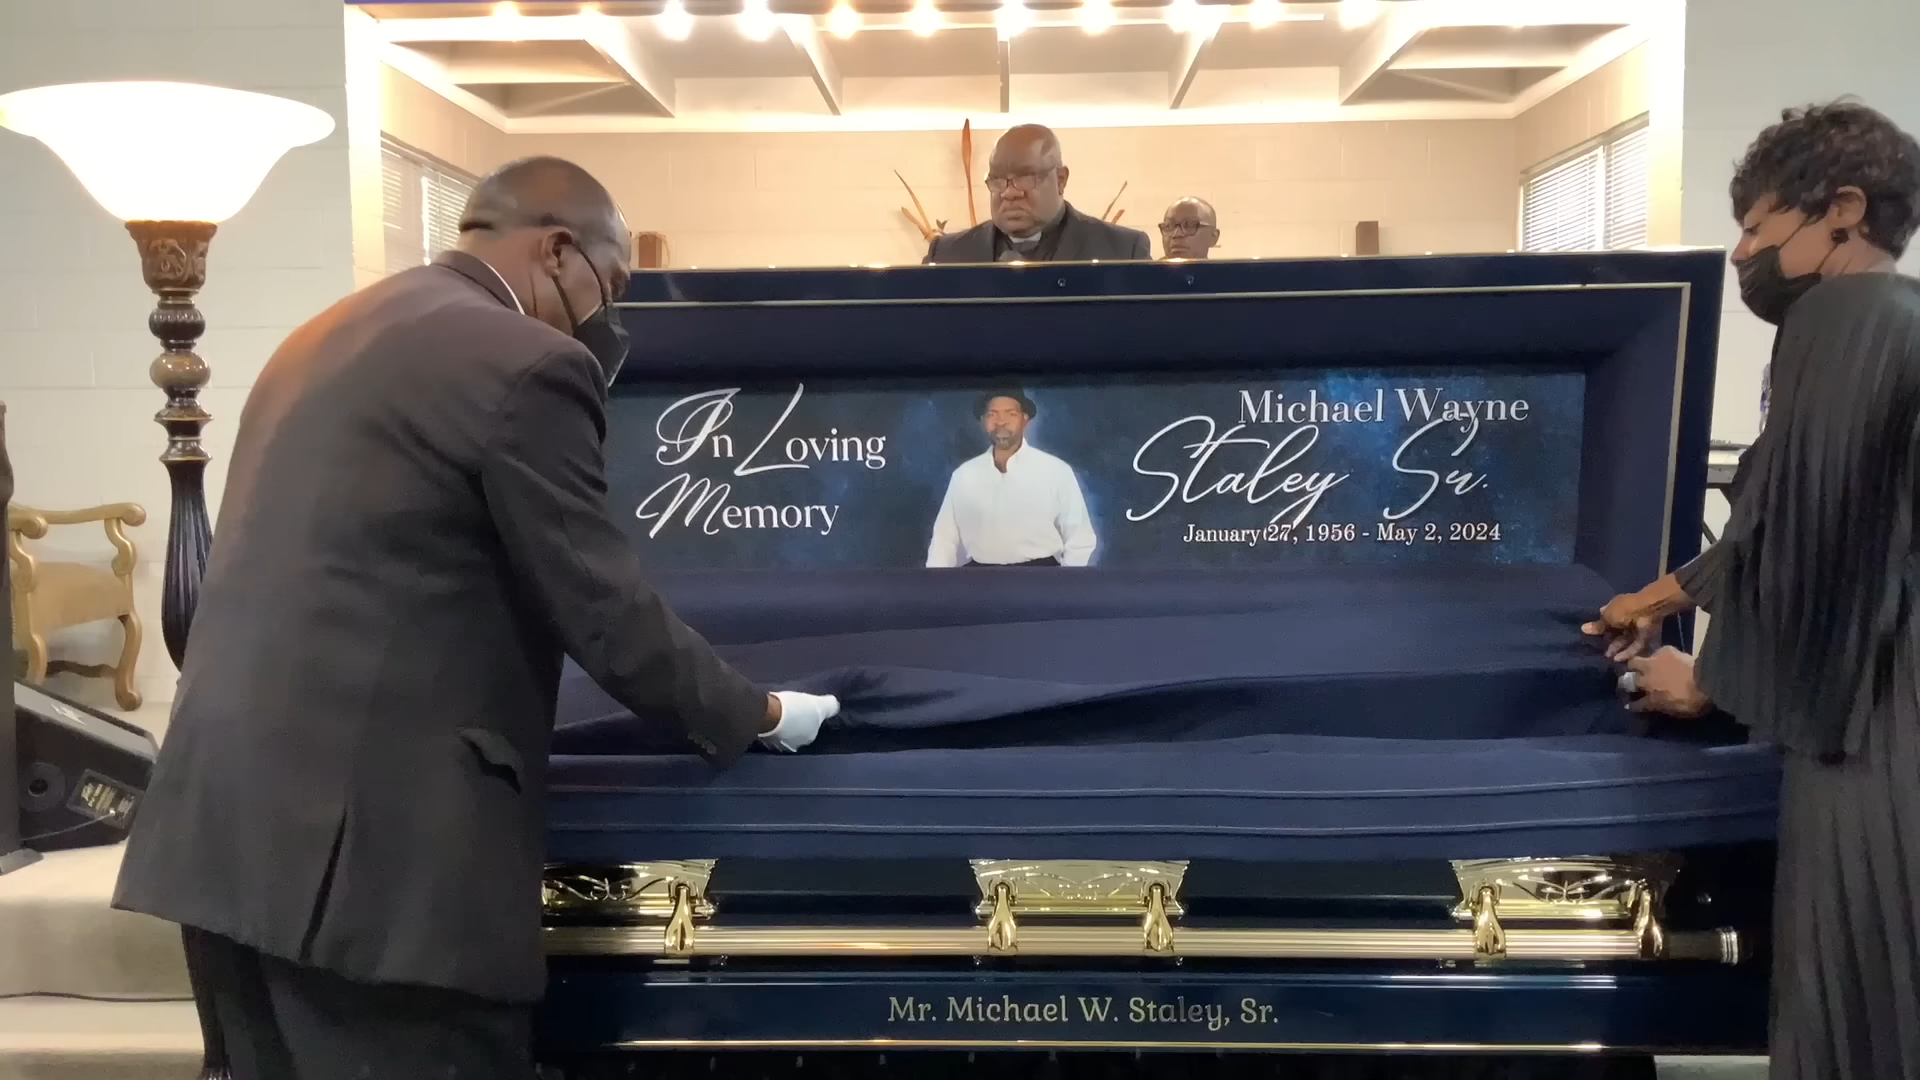 In Loving
Memory
Michael Wayne
Staley Sr.
January 27, 1956 - May 2, 2024
Mr. Michael W. Staley, Sr.